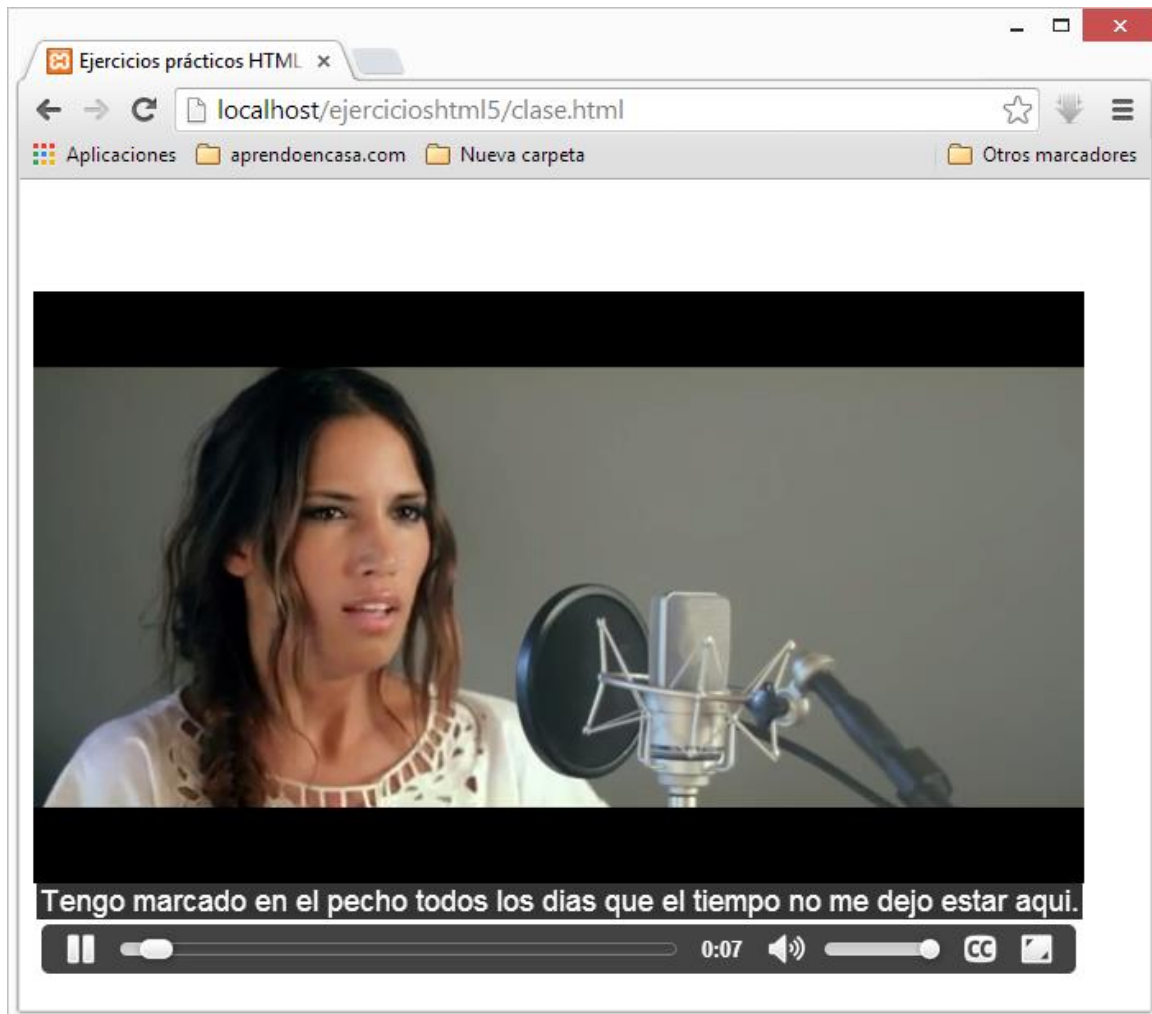 Ejercicios prácticos HTML
localhost/ejercicioshtml5/clase.html
Aplicaciones aprendoencasa.com Nueva carpeta Otros marcadores
Tengo marcado en el pecho todos los dias que el tiempo no me dejo estar aqui.
0:07 CC